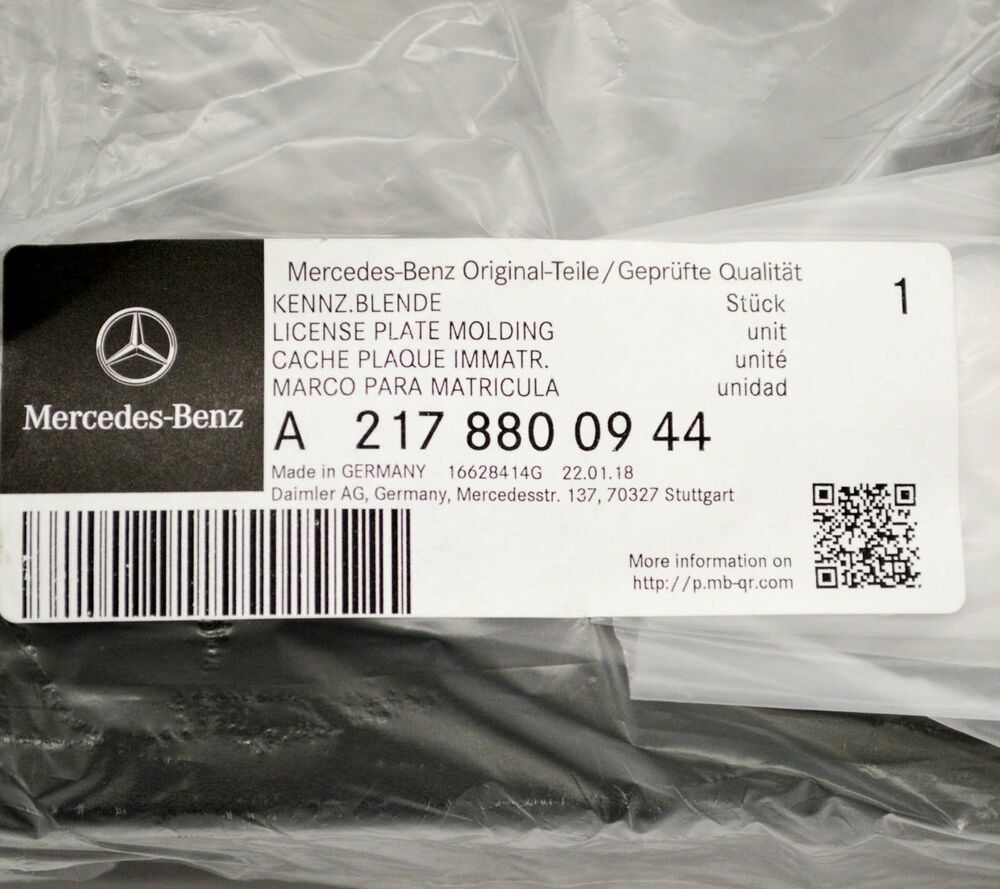 Mercedes-Benz
Mercedes-Benz Original-Teile/Geprüfte Qualität
KENNZ.BLENDE Stück 1
LICENSE PLATE MOLDING unit
CACHE PLAQUE IMMATR. unité
MARCO PARA MATRICULA unidad
A 217 880 09 44
Made in GERMANY 16628414G 22.01.18
Daimler AG, Germany, Mercedesstr. 137, 70327 Stuttgart
More information on
http://p.mb-qr.com